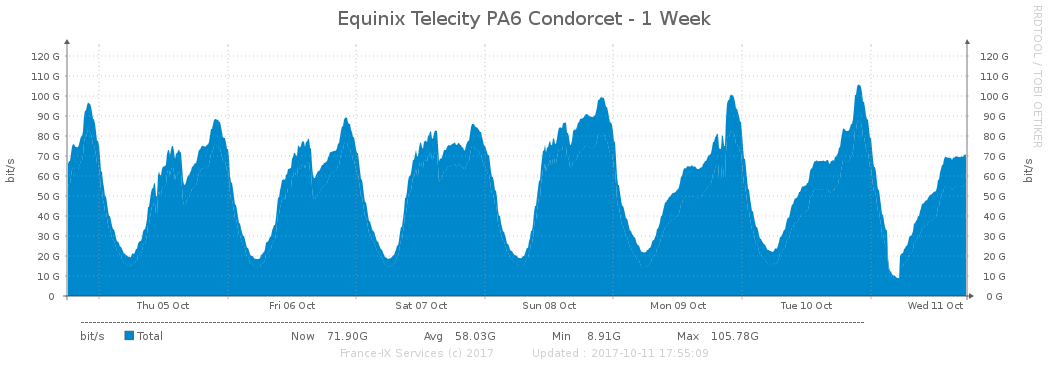 Equinix Telecity PA6 Condorcet - 1 Week
RRDTOOL / TOBI OETIKER
bit/s
120 G 120 G
110 G 110 G
100 G 100 G
90 G 90 G
80 G 80 G
70 G 70 G
60 G 60 G
50 G 50 G
40 G 40 G
30 G 30 G
20 G 20 G
10 G 10 G
0 0 G
bit/s
Thu 05 Oct Fri 06 Oct Sat 07 Oct Sun 08 Oct Mon 09 Oct Tue 10 Oct Wed 11 Oct
bit/s Total Now 71.90G Avg 58.03G Min 8.91G Max 105.78G
France-IX Services (c) 2017 Updated : 2017-10-11 17:55:09